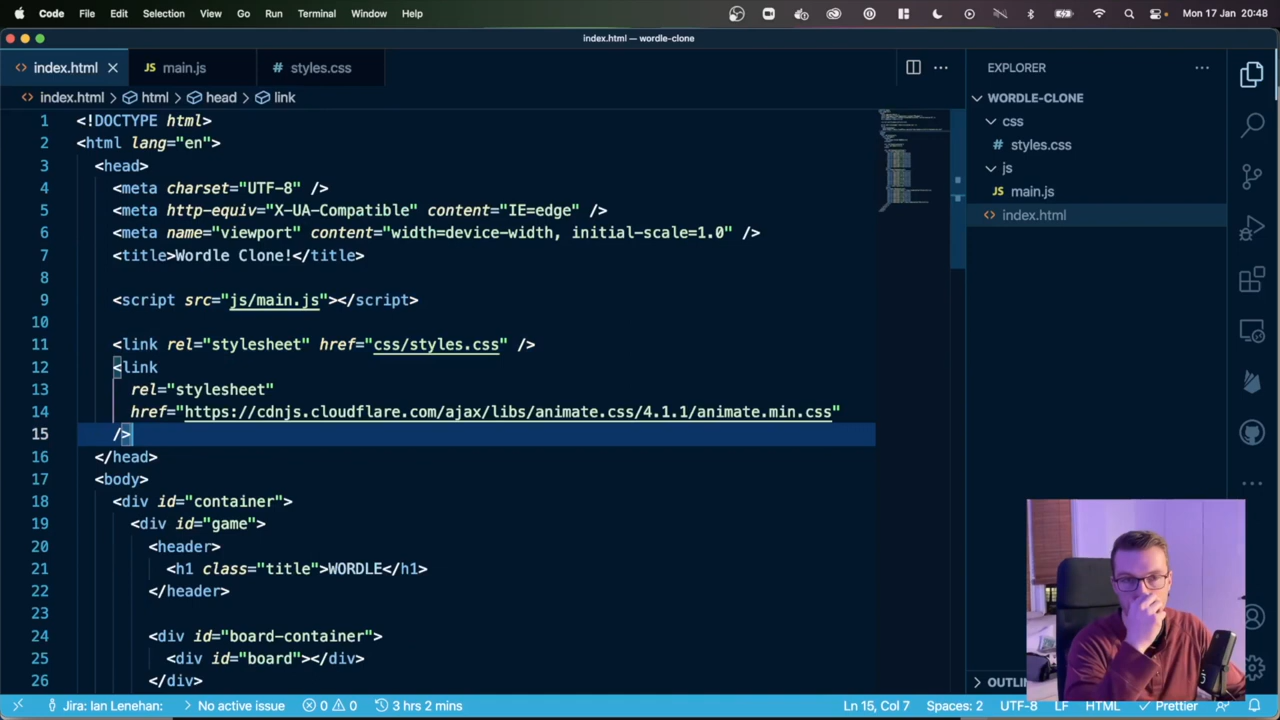 Code File Edit Selection View Go Run Terminal Window Help Mon 17 Jan 20:48
index.html — wordle-clone
index.html main.js styles.css
index.html html head link
1 <!DOCTYPE html>
2 <html lang="en">
3 <head>
4 <meta charset="UTF-8" />
5 <meta http-equiv="X-UA-Compatible" content="IE=edge" />
6 <meta name="viewport" content="width=device-width, initial-scale=1.0" />
7 <title>Wordle Clone!</title>
8
9 <script src="js/main.js"></script>
10
11 <link rel="stylesheet" href="css/styles.css" />
12 <link
13 rel="stylesheet"
14 href="https://cdnjs.cloudflare.com/ajax/libs/animate.css/4.1.1/animate.min.css"
15 />
16 </head>
17 <body>
18 <div id="container">
19 <div id="game">
20 <header>
21 <h1 class="title">WORDLE</h1>
22 </header>
23
24 <div id="board-container">
25 <div id="board"></div>
26 </div>
EXPLORER
WORDLE-CLONE
css
styles.css
js
JS main.js
index.html
OUTLIN
Jira: Ian Lenehan: No active issue 0 0 3 hrs 2 mins Ln 15, Col 7 Spaces: 2 UTF-8 LF HTML Prettier